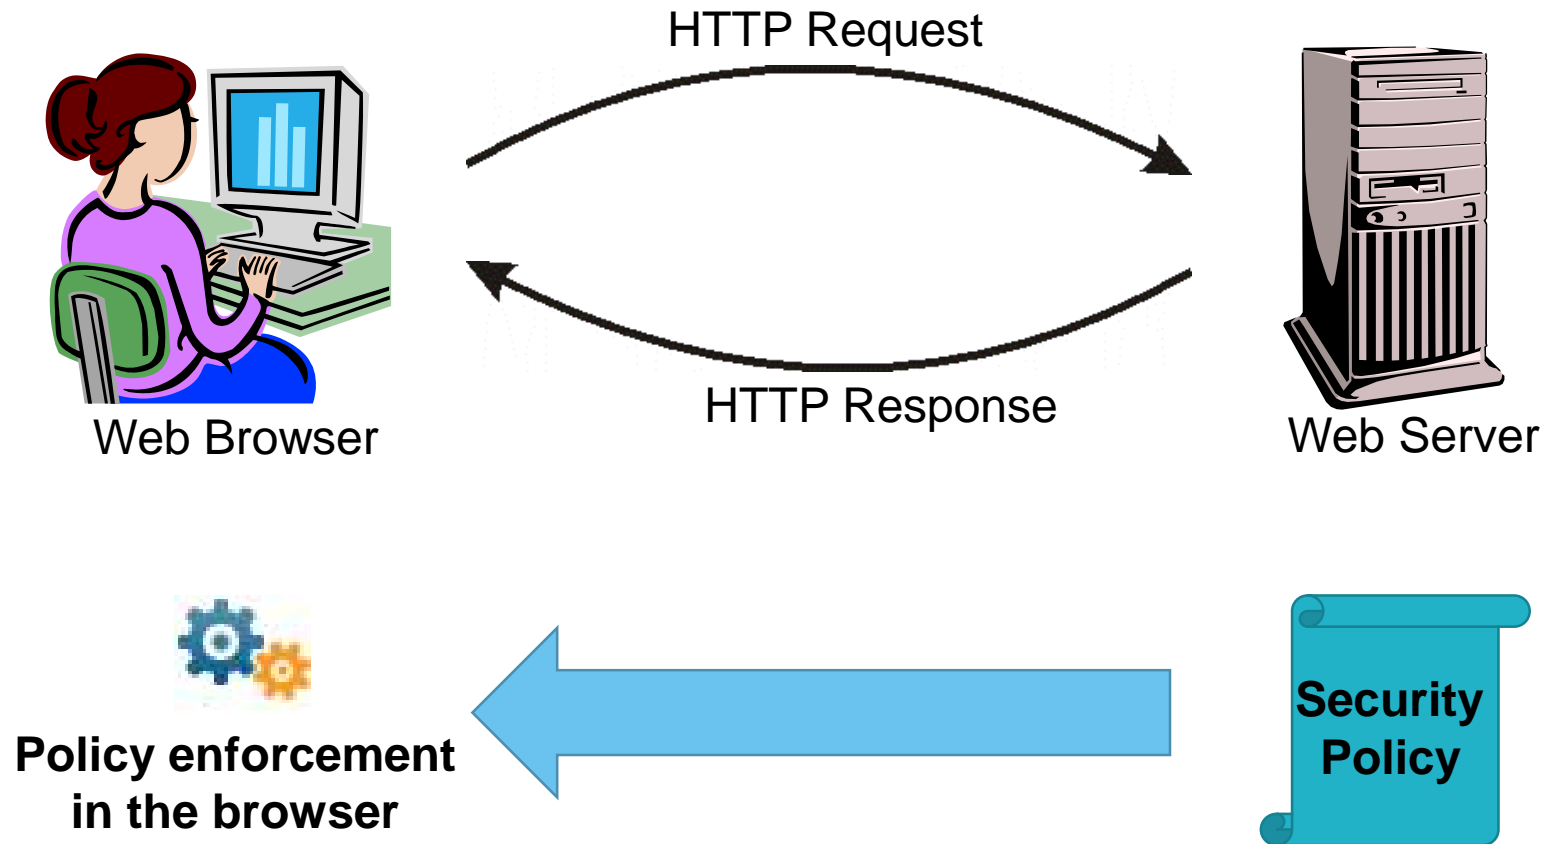 HTTP Request
HTTP Response
Web Browser
Web Server
Security
Policy
Policy enforcement
in the browser